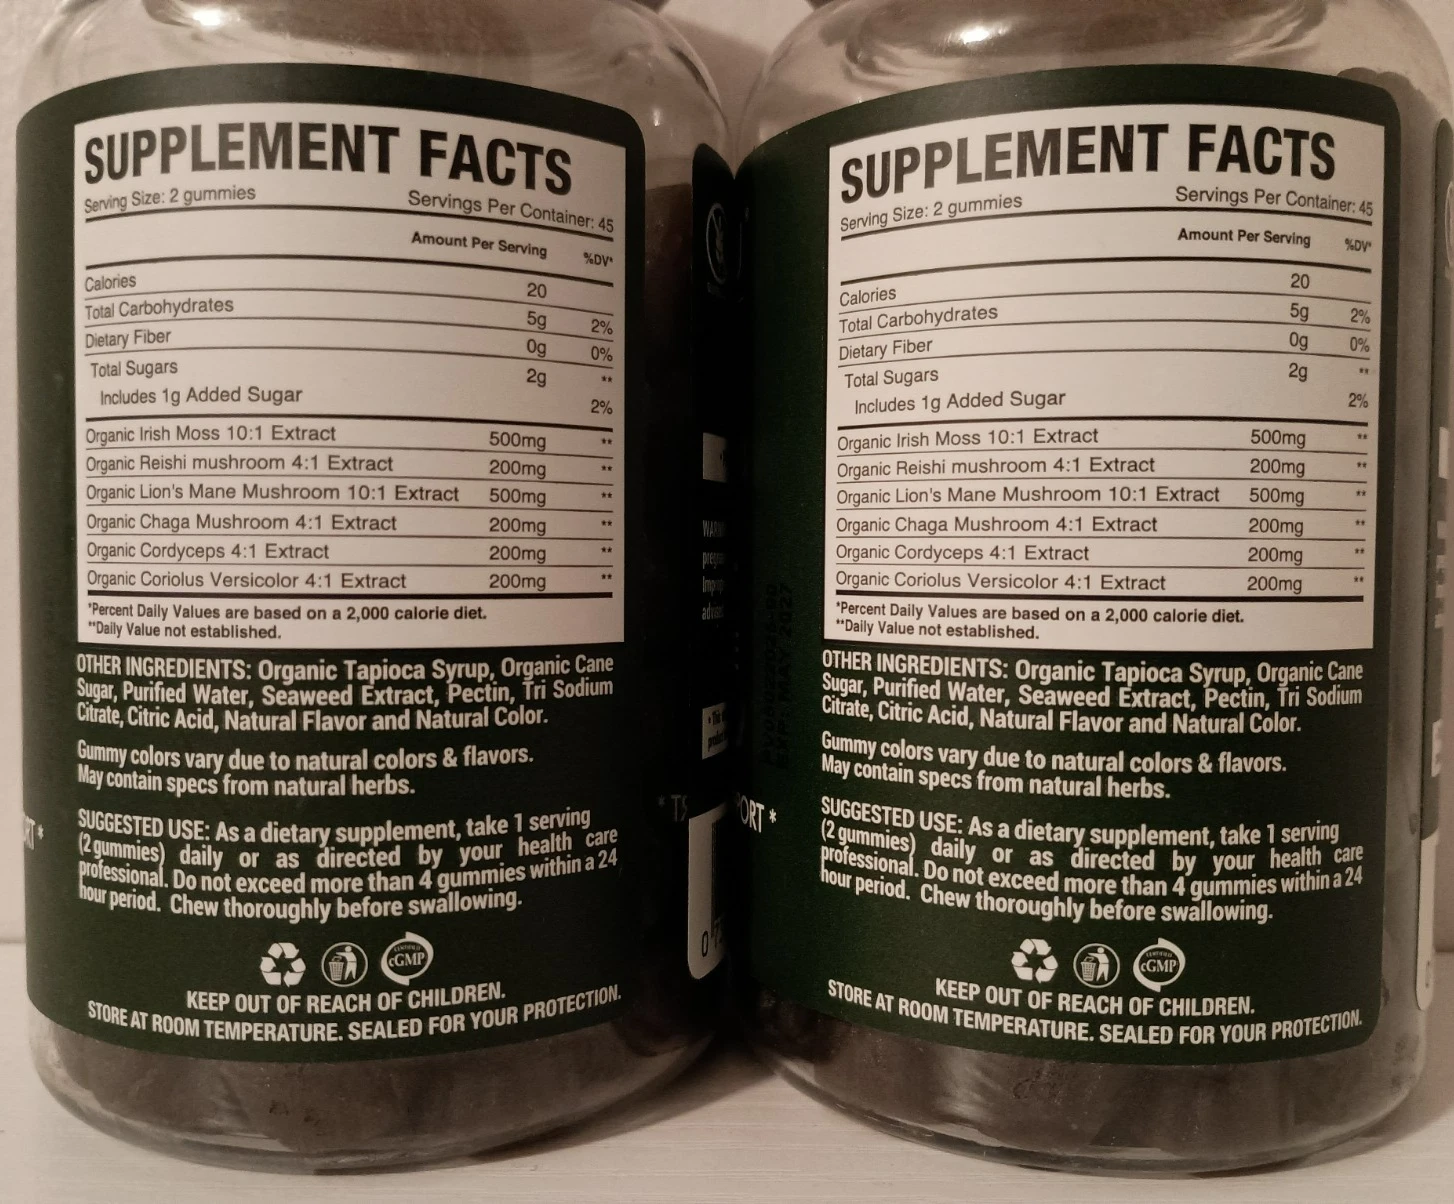 SUPPLEMENT FACTS
Serving Size: 2 gummies Servings Per Container: 45
Amount Per Serving %DV*
Calories 20
Total Carbohydrates 5g 2%
Dietary Fiber 0g 0%
Total Sugars 2g **
Includes 1g Added Sugar 2%
Organic Irish Moss 10:1 Extract 500mg **
Organic Reishi mushroom 4:1 Extract 200mg **
Organic Lion's Mane Mushroom 10:1 Extract 500mg **
Organic Chaga Mushroom 4:1 Extract 200mg **
Organic Cordyceps 4:1 Extract 200mg **
Organic Coriolus Versicolor 4:1 Extract 200mg **
*Percent Daily Values are based on a 2,000 calorie diet.
**Daily Value not established.
OTHER INGREDIENTS: Organic Tapioca Syrup, Organic Cane
Sugar, Purified Water, Seaweed Extract, Pectin, Tri Sodium
Citrate, Citric Acid, Natural Flavor and Natural Color.
Gummy colors vary due to natural colors & flavors.
May contain specs from natural herbs.
SUGGESTED USE: As a dietary supplement, take 1 serving
(2 gummies) daily or as directed by your health care
professional. Do not exceed more than 4 gummies within a 24
hour period. Chew thoroughly before swallowing.
CERTIFIED
cGMP
KEEP OUT OF REACH OF CHILDREN.
STORE AT ROOM TEMPERATURE. SEALED FOR YOUR PROTECTION.
SUPPLEMENT FACTS
Serving Size: 2 gummies Servings Per Container: 45
Amount Per Serving %DV*
Calories 20
Total Carbohydrates 5g 2%
Dietary Fiber 0g 0%
Total Sugars 2g **
Includes 1g Added Sugar 2%
Organic Irish Moss 10:1 Extract 500mg **
Organic Reishi mushroom 4:1 Extract 200mg **
Organic Lion's Mane Mushroom 10:1 Extract 500mg **
Organic Chaga Mushroom 4:1 Extract 200mg **
Organic Cordyceps 4:1 Extract 200mg **
Organic Coriolus Versicolor 4:1 Extract 200mg **
*Percent Daily Values are based on a 2,000 calorie diet.
**Daily Value not established.
OTHER INGREDIENTS: Organic Tapioca Syrup, Organic Cane
Sugar, Purified Water, Seaweed Extract, Pectin, Tri Sodium
Citrate, Citric Acid, Natural Flavor and Natural Color.
Gummy colors vary due to natural colors & flavors.
May contain specs from natural herbs.
SUGGESTED USE: As a dietary supplement, take 1 serving
(2 gummies) daily or as directed by your health care
professional. Do not exceed more than 4 gummies within a 24
hour period. Chew thoroughly before swallowing.
CERTIFIED
cGMP
KEEP OUT OF REACH OF CHILDREN.
STORE AT ROOM TEMPERATURE. SEALED FOR YOUR PROTECTION.